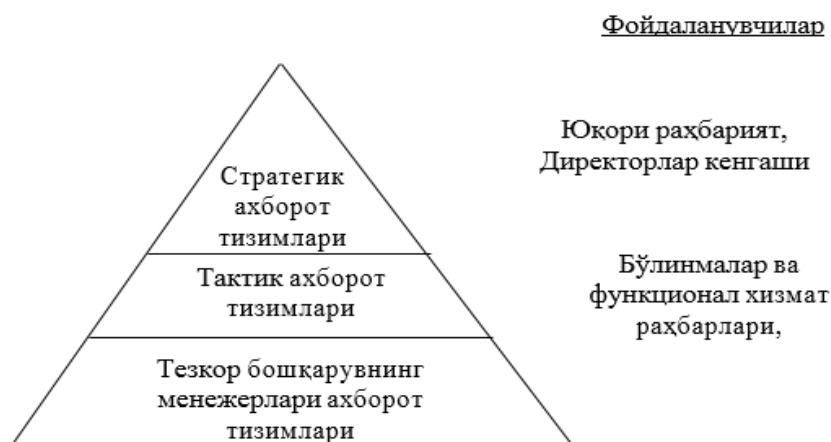 Фойдаланувчилар
Юқори раҳбарият,
Директорлар кенгаши
Стратегик
ахборот
тизимлари
Тактик ахборот
тизимлари
Бўлинмалар ва
функционал хизмат
раҳбарлари,
Тезкор бошқарувнинг
менежерлари ахборот
тизимлари